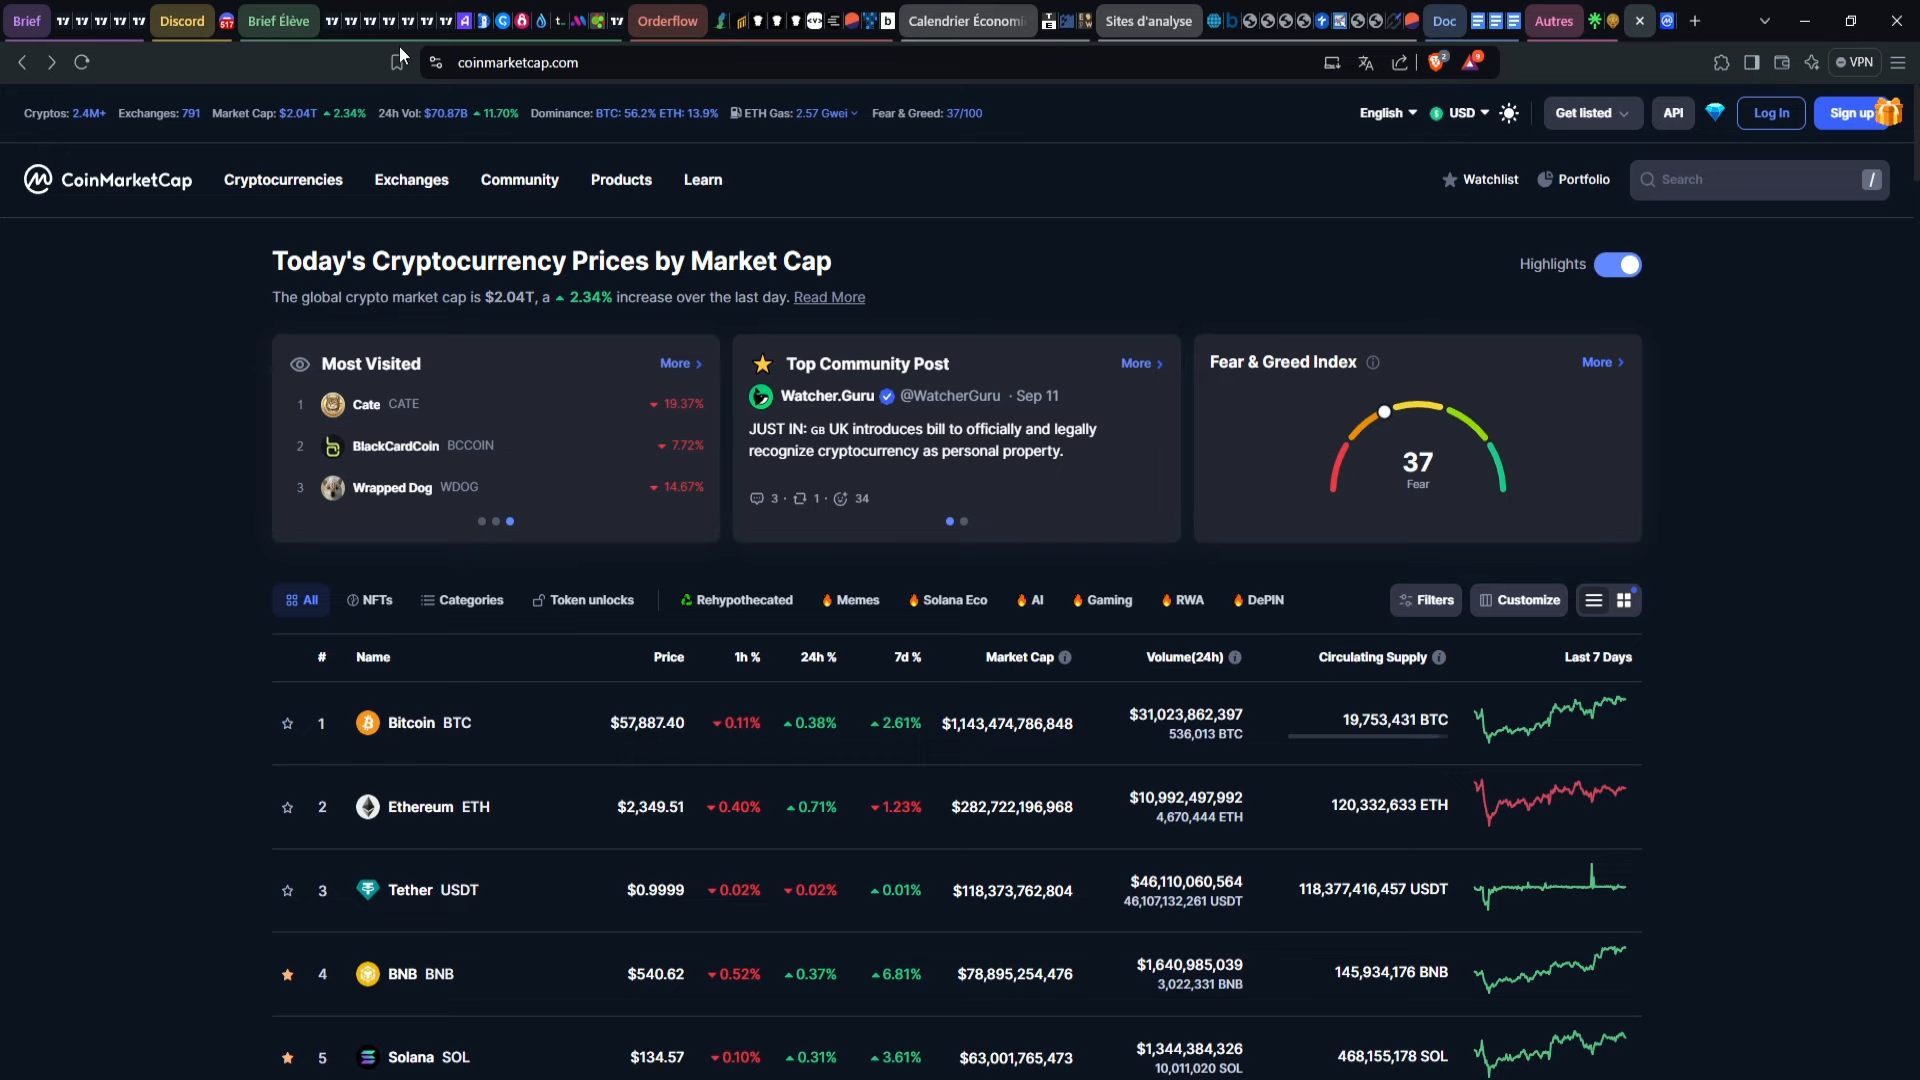 Brief Discord 517 Brief Élève Orderflow Calendrier Économi Sites d'analyse Doc Autres
coinmarketcap.com 2 9 VPN
Cryptos: 2.4M+ Exchanges: 791 Market Cap: $2.04T 2.34% 24h Vol: $70.87B 11.70% Dominance: BTC: 56.2% ETH: 13.9% ETH Gas: 2.57 Gwei Fear & Greed: 37/100 English USD Get listed API Log In Sign up
CoinMarketCap Cryptocurrencies Exchanges Community Products Learn Watchlist Portfolio Search /
Today's Cryptocurrency Prices by Market Cap Highlights
The global crypto market cap is $2.04T, a 2.34% increase over the last day. Read More
Most Visited More >
1 Cate CATE 19.37%
2 BlackCardCoin BCCOIN 7.72%
3 Wrapped Dog WDOG 14.67%
Top Community Post More >
Watcher.Guru @WatcherGuru · Sep 11
JUST IN: GB UK introduces bill to officially and legally
recognize cryptocurrency as personal property.
3 · 1 · 34
Fear & Greed Index More >
37
Fear
All NFTs Categories Token unlocks Rehypothecated Memes Solana Eco AI Gaming RWA DePIN Filters Customize
# Name Price 1h % 24h % 7d % Market Cap Volume(24h) Circulating Supply Last 7 Days
1 Bitcoin BTC $57,887.40 0.11% 0.38% 2.61% $1,143,474,786,848 $31,023,862,397 19,753,431 BTC
536,013 BTC
2 Ethereum ETH $2,349.51 0.40% 0.71% 1.23% $282,722,196,968 $10,992,497,992 120,332,633 ETH
4,670,444 ETH
3 Tether USDT $0.9999 0.02% 0.02% 0.01% $118,373,762,804 $46,110,060,564 118,377,416,457 USDT
46,107,132,261 USDT
4 BNB BNB $540.62 0.52% 0.37% 6.81% $78,895,254,476 $1,640,985,039 145,934,176 BNB
3,022,331 BNB
5 Solana SOL $134.57 0.10% 0.31% 3.61% $63,001,765,473 $1,344,384,326 468,155,178 SOL
10,011,020 SOL